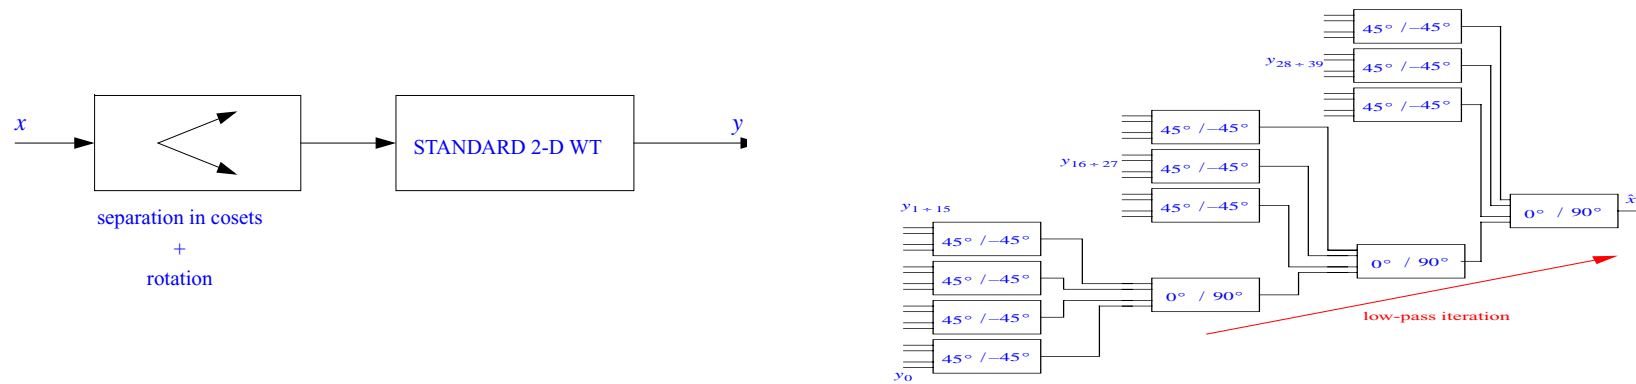 x
y
STANDARD 2-D WT
separation in cosets
+
rotation
45° /−45°
y28 ÷ 39
45° /−45°
45° /−45°
45° /−45°
y16 ÷ 27
45° /−45°
45° /−45°
x̂
0° / 90°
y1 ÷ 15
45° /−45°
0° / 90°
45° /−45°
0° / 90°
45° /−45°
low-pass iteration
45° /−45°
y0